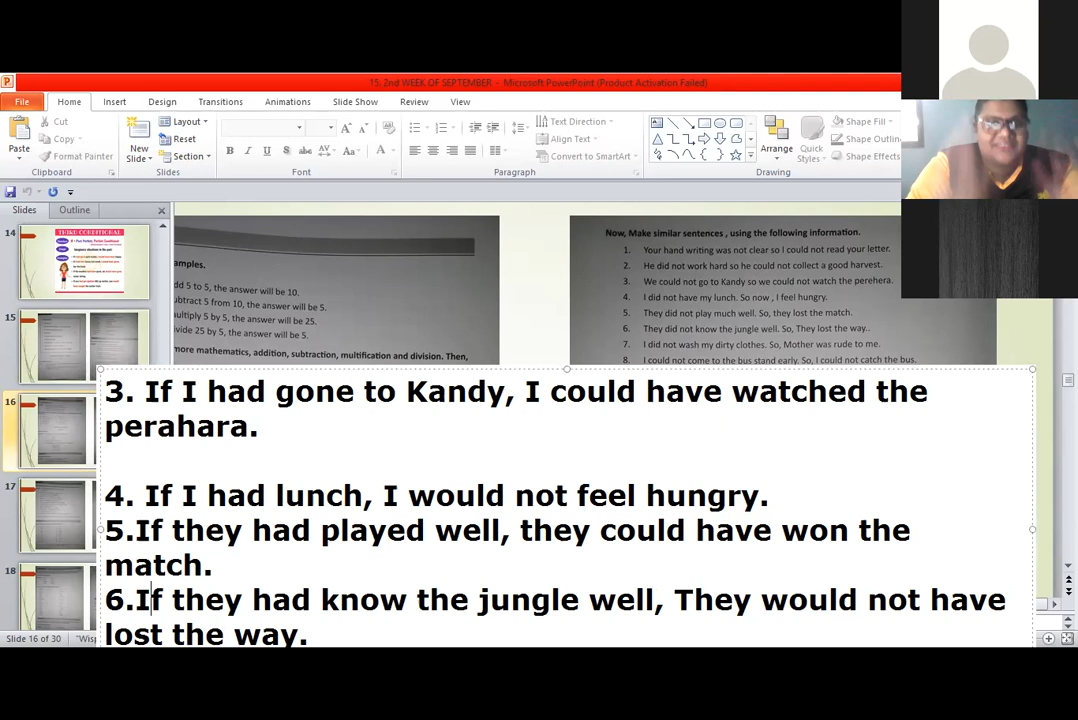 15. 2nd WEEK OF SEPTEMBER - Microsoft PowerPoint (Product Activation Failed)
File Home Insert Design Transitions Animations Slide Show Review View
Cut
Copy
Format Painter
Paste
Clipboard
New
Slide
Layout
Reset
Section
Slides
B I U S abc AV Aa A
Font
Text Direction
Align Text
Convert to SmartArt
Paragraph
Arrange
Quick
Styles
Shape Fill
Shape Outlin
Shape Effects
Drawing
Slides Outline
14
THIRD CONDITIONAL
15
16
17
18
amples.
dd 5 to 5, the answer will be 10.
ubtract 5 from 10, the answer will be 5.
multiply 5 by 5, the answer will be 25.
vide 25 by 5, the answer will be 5.
more mathematics, addition, subtraction, multification and division. Then,
Now, Make similar sentences , using the following information.
1. Your hand writing was not clear so I could not read your letter.
2. He did not work hard so he could not collect a good harvest.
3. We could not go to Kandy so we could not watch the perehera.
4. I did not have my lunch. So now , I feel hungry.
5. They did not play much well. So, they lost the match.
6. They did not know the jungle well. So, They lost the way..
7. I did not wash my dirty clothes. So, Mother was rude to me.
8. I could not come to the bus stand early. So, I could not catch the bus.
3. If I had gone to Kandy, I could have watched the
perahara.
4. If I had lunch, I would not feel hungry.
5.If they had played well, they could have won the
match.
6.If they had know the jungle well, They would not have
lost the way.
Slide 16 of 30